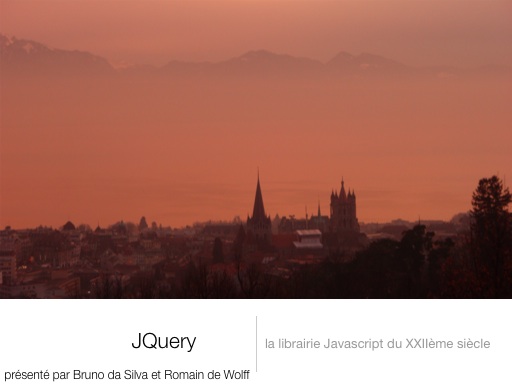 JQuery
la librairie Javascript du XXIIème siècle
présenté par Bruno da Silva et Romain de Wolff